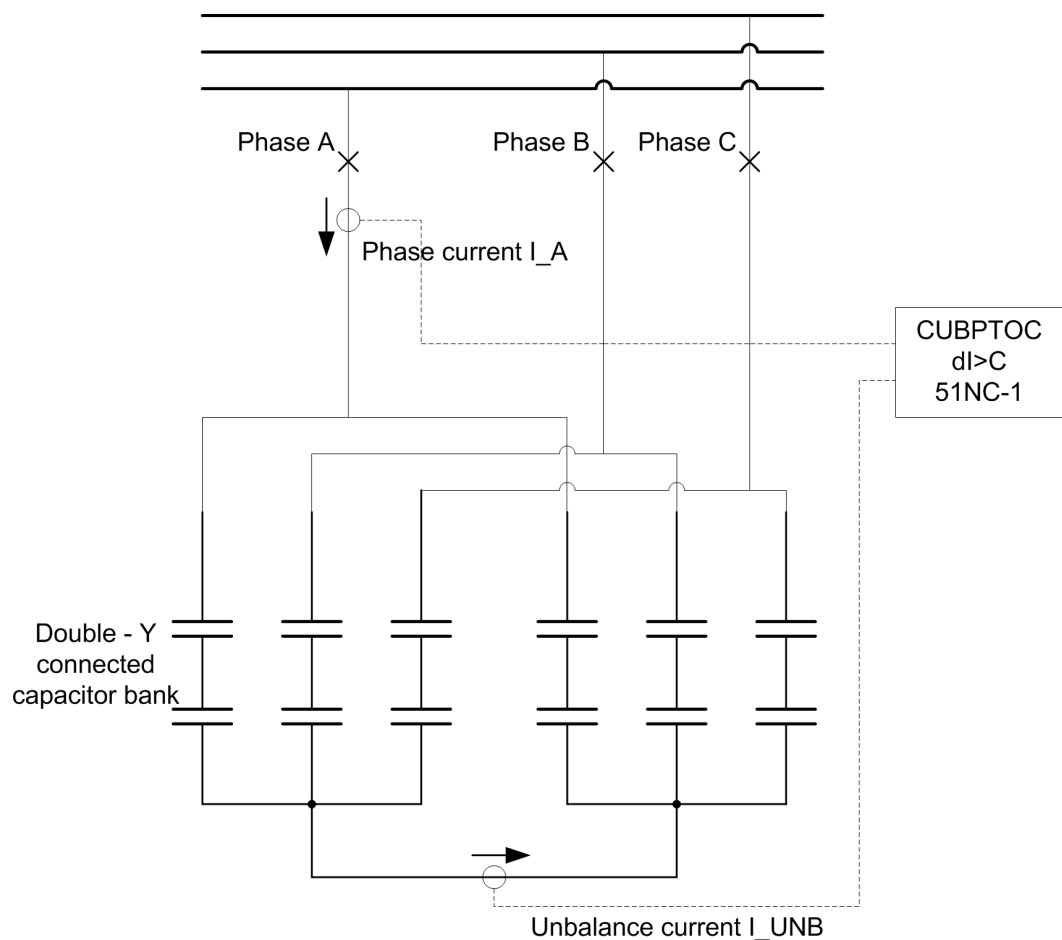 Phase A
Phase B
Phase C
Phase current I_A
CUBPTOC
dI>C
51NC-1
Double - Y
connected
capacitor bank
Unbalance current I_UNB